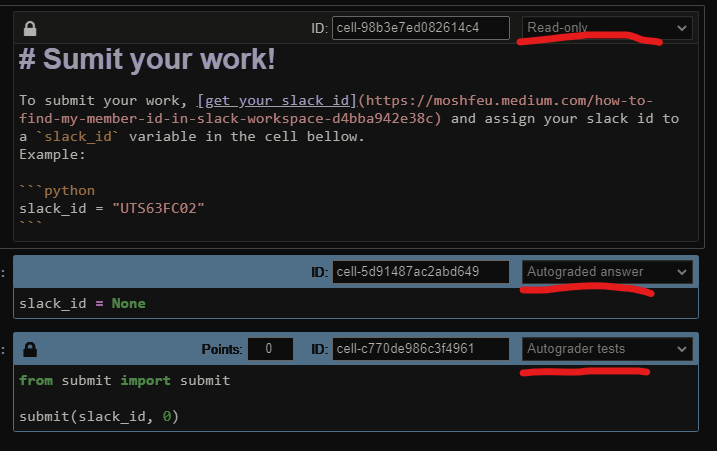 ID: cell-98b3e7ed082614c4 Read-only
# Sumit your work!
To submit your work, [get your slack id](https://moshfeu.medium.com/how-to-
find-my-member-id-in-slack-workspace-d4bba942e38c) and assign your slack id to
a `slack_id` variable in the cell bellow.
Example:
```python
slack_id = "UTS63FC02"
```
: ID: cell-5d91487ac2abd649 Autograded answer
slack_id = None
: Points: 0 ID: cell-c770de986c3f4961 Autograder tests
from submit import submit
submit(slack_id, 0)